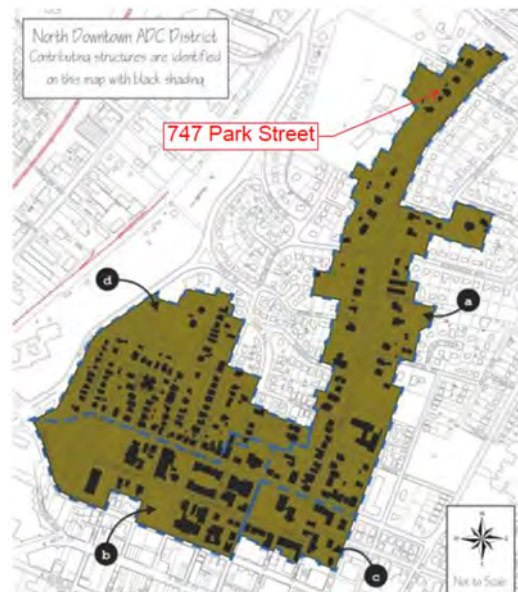 North Downtown ADC District
Contributing structures are identified
on this map with black shading
747 Park Street
d
a
b
c
N
Not to Scale